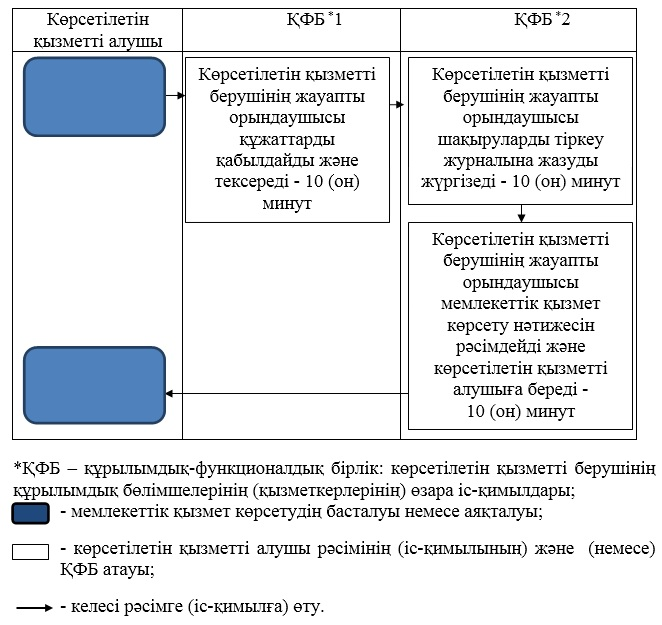 Көрсетілетін
қызметті алушы
ҚФБ *1
ҚФБ *2
Көрсетілетін қызметті
берушінің жауапты
орындаушысы
құжаттарды
қабылдайды және
тексереді - 10 (он)
минут
Көрсетілетін қызметті
берушінің жауапты
орындаушысы
шақыруларды тіркеу
журналына жазуды
жүргізеді - 10 (он) минут
Көрсетілетін қызметті
берушінің жауапты
орындаушысы
мемлекеттік қызмет
көрсету нәтижесін
рәсімдейді және
көрсетілетін қызметті
алушыға береді -
10 (он) минут
*ҚФБ – құрылымдық-функционалдық бірлік: көрсетілетін қызметті берушінің
құрылымдық бөлімшелерінің (қызметкерлерінің) өзара іс-қимылдары;
- мемлекеттік қызмет көрсетудің басталуы немесе аяқталуы;
- көрсетілетін қызметті алушы рәсімінің (іс-қимылының) және (немесе)
ҚФБ атауы;
- келесі рәсімге (іс-қимылға) өту.